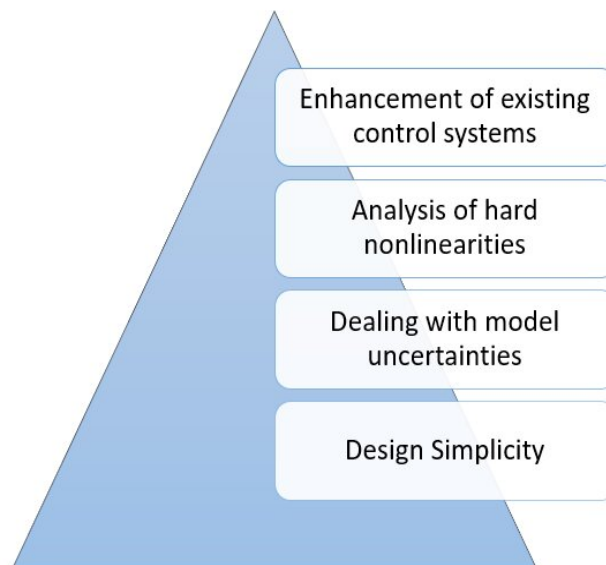 Enhancement of existing
control systems
Analysis of hard
nonlinearities
Dealing with model
uncertainties
Design Simplicity